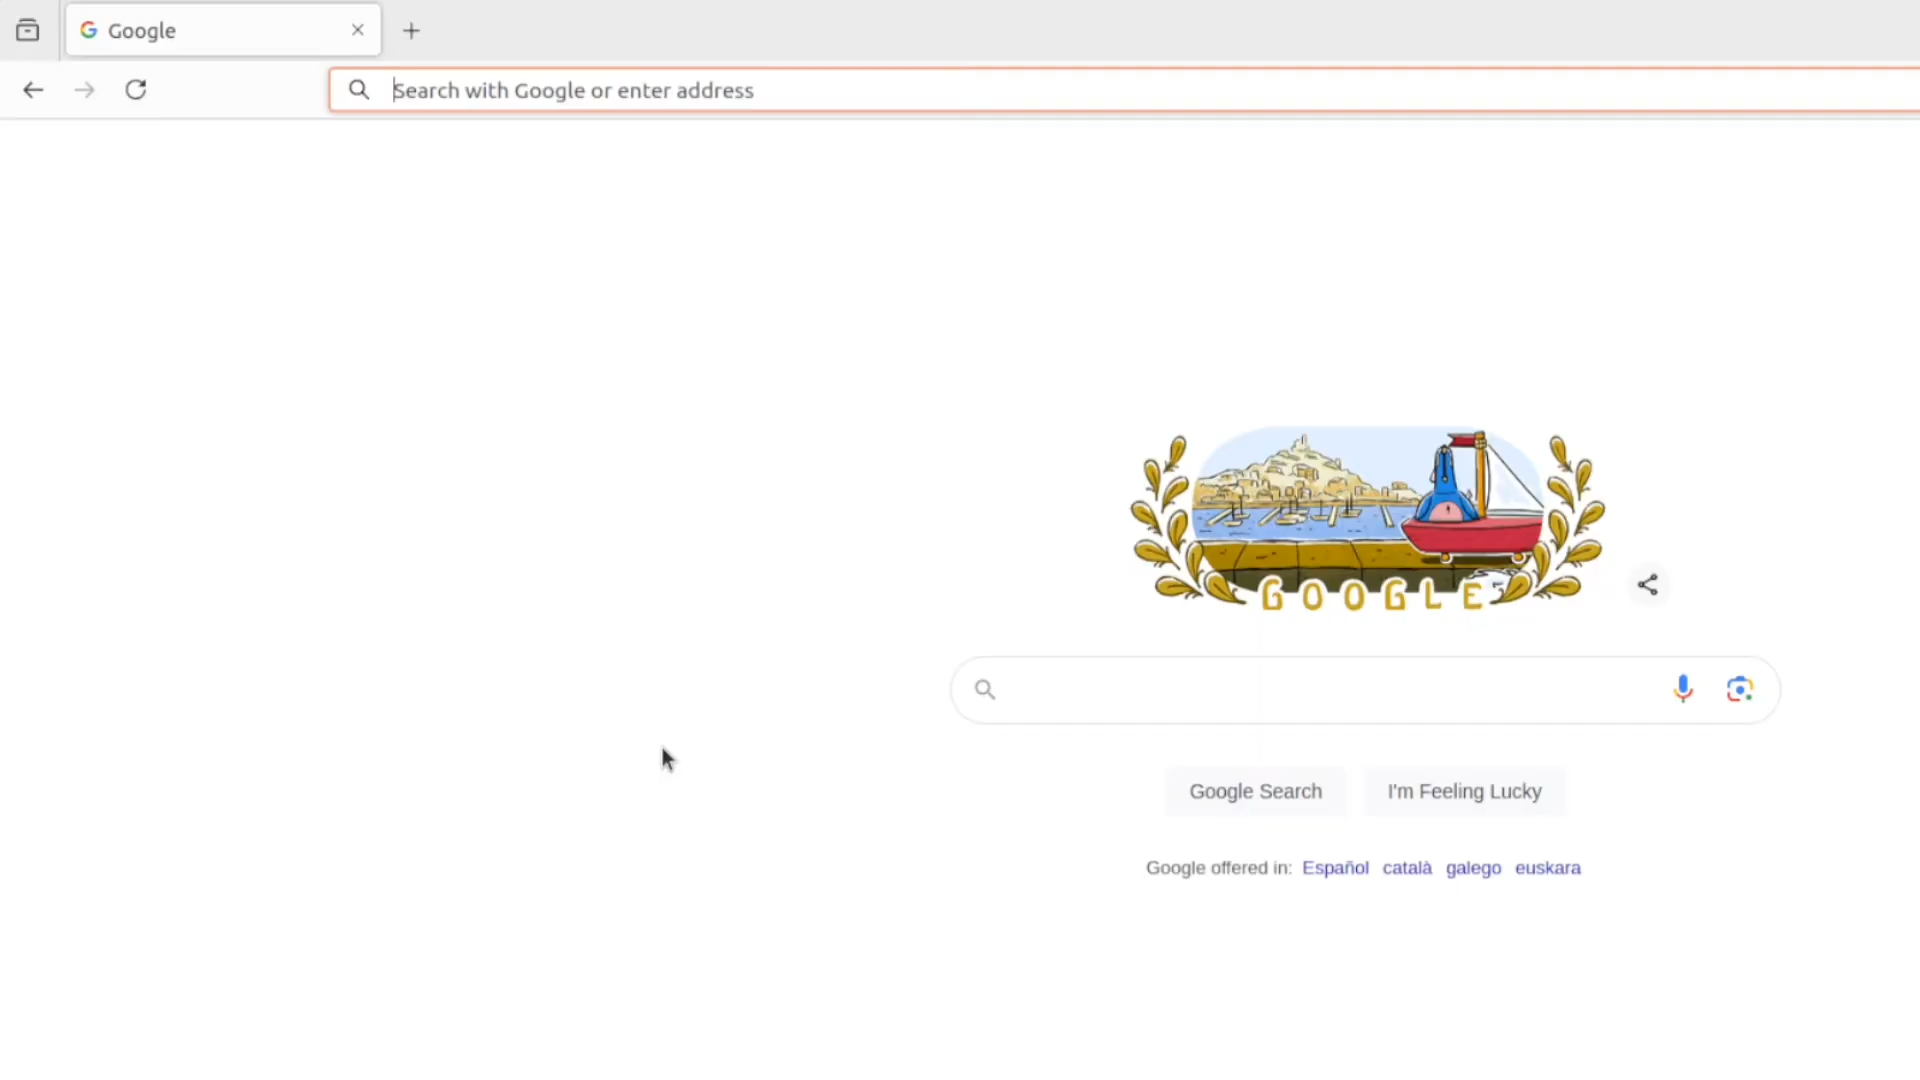 Google
Search with Google or enter address
GOOGLE
Google Search I'm Feeling Lucky
Google offered in: Español català galego euskara